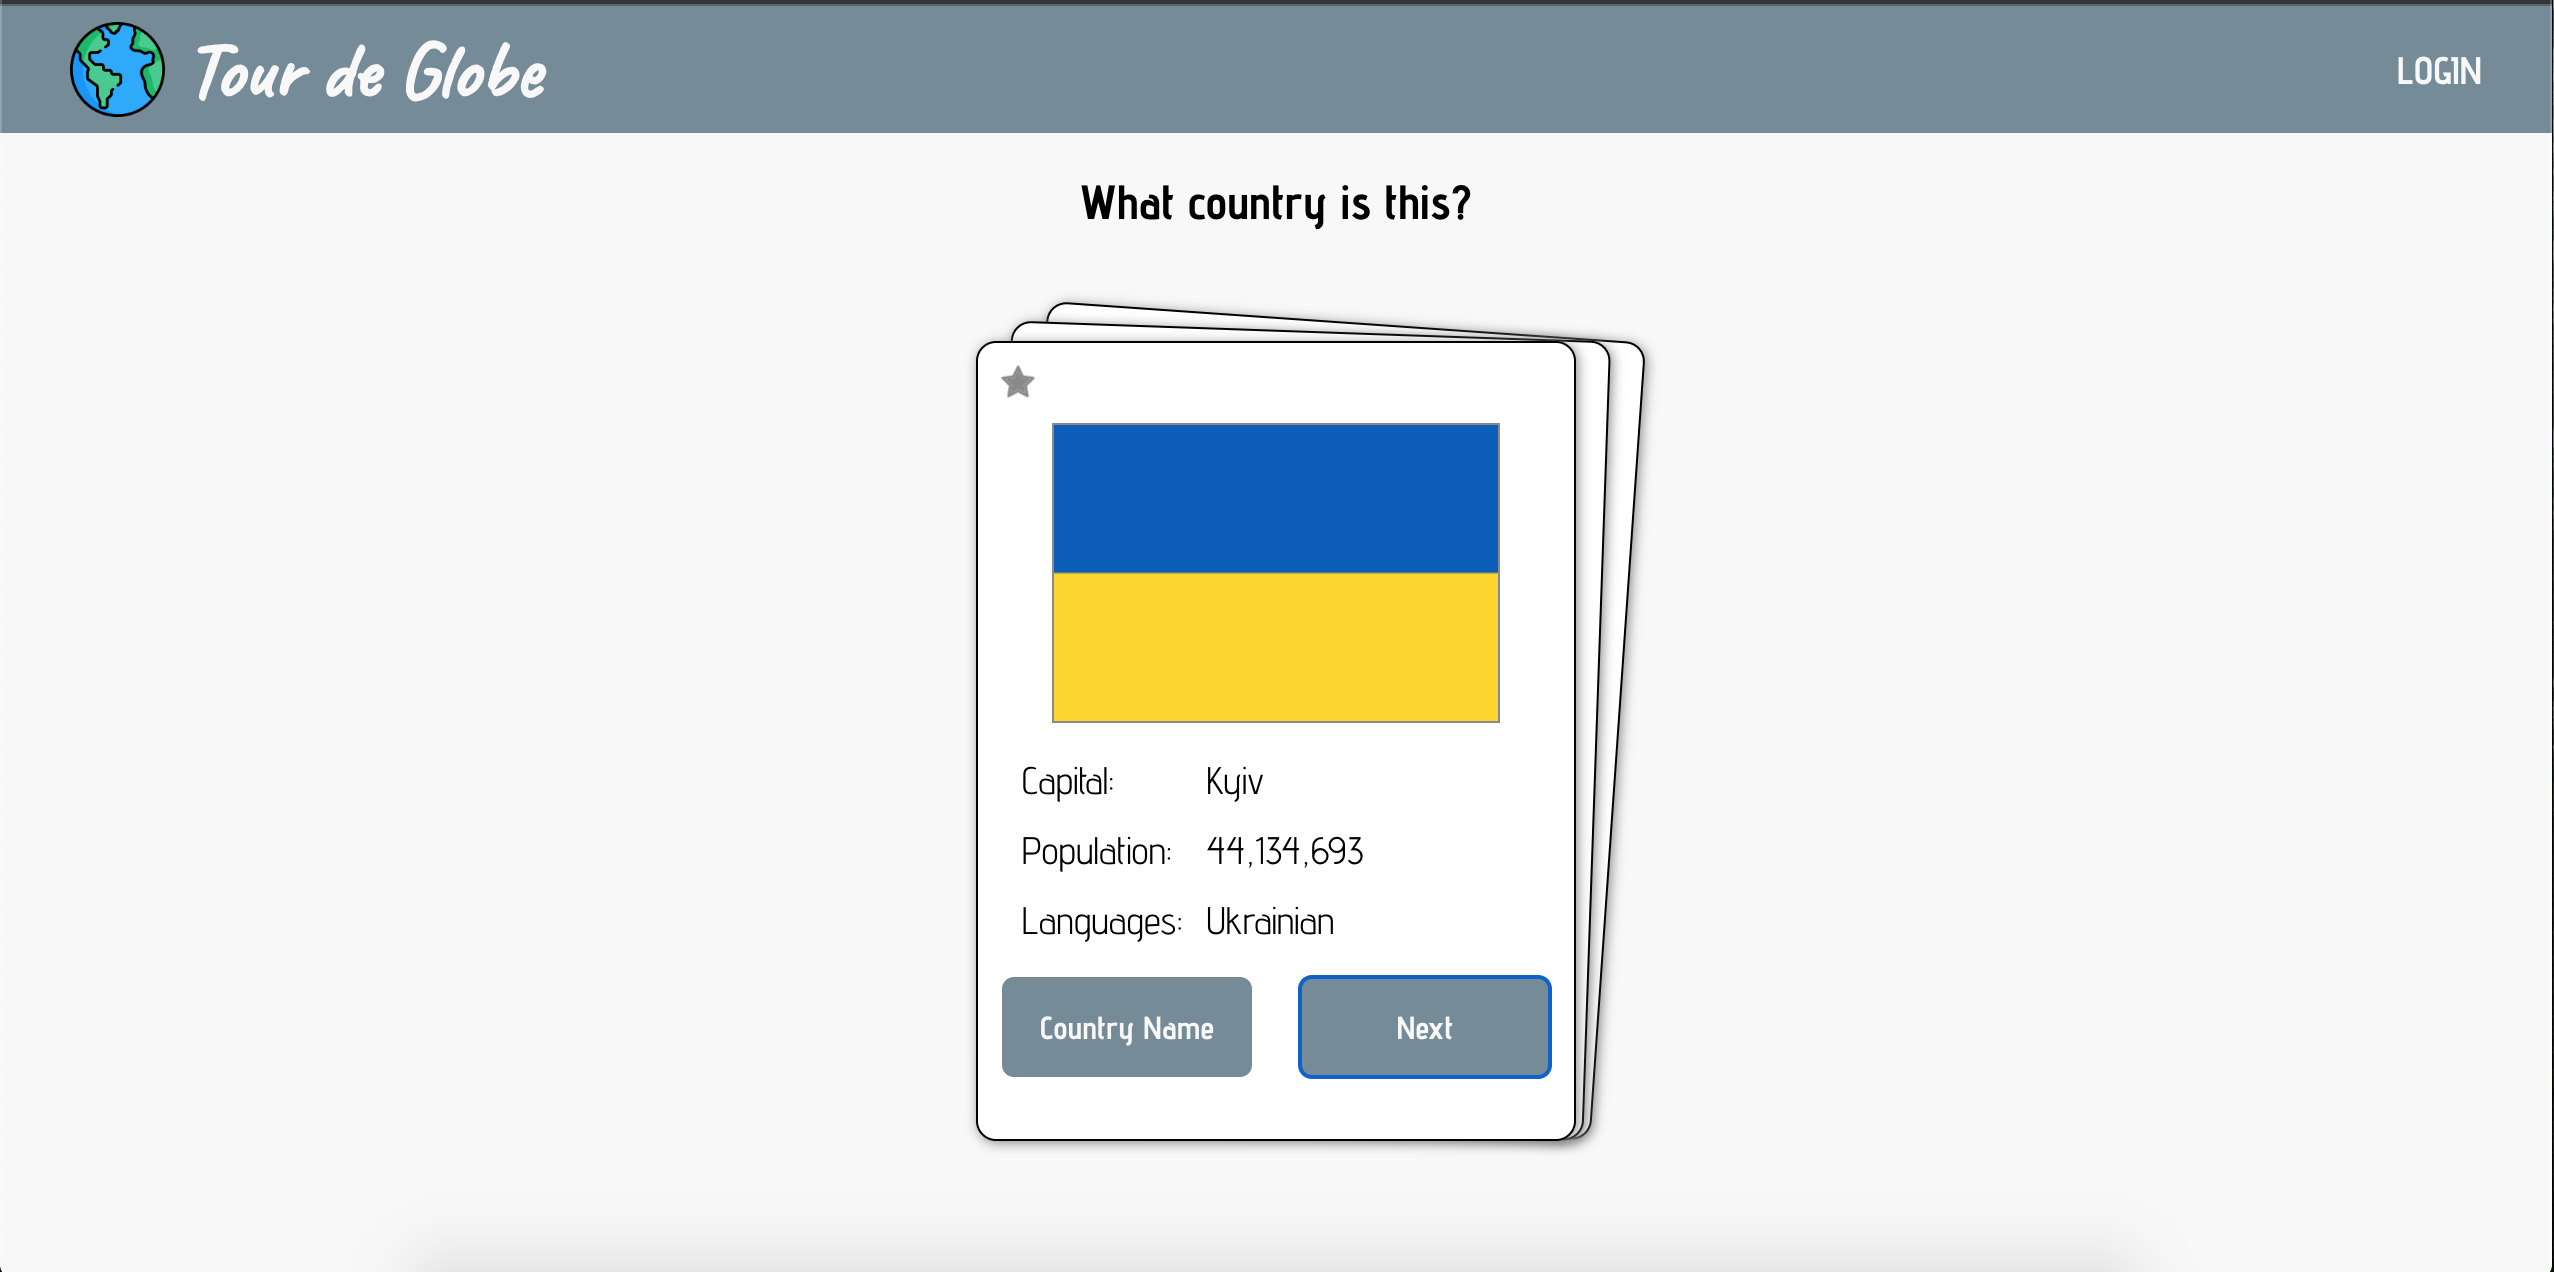 Tour de Globe
LOGIN
What country is this?
Capital: Kyiv
Population: 44,134,693
Languages: Ukrainian
Country Name
Next